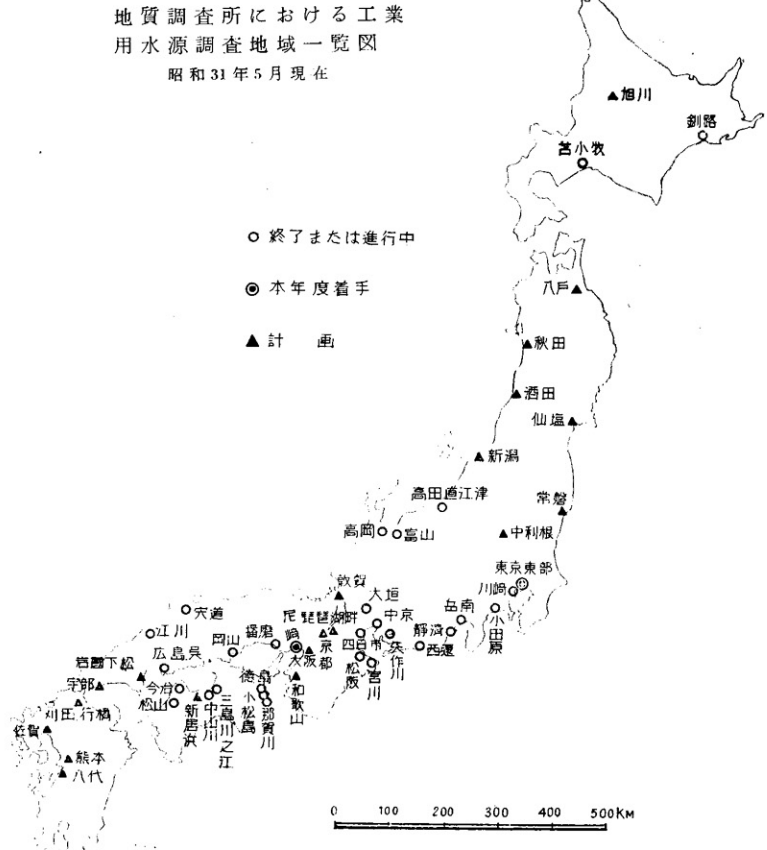 地質調査所における工業
用水源調査地域一覧図
昭和31年5月現在
旭川
釧路
苫小牧
終了または進行中
本年度着手
計 画
八戸
秋田
酒田
仙塩
新潟
高田直江津
常磐
高岡
富山
中利根
東京東部
川崎
敦賀
大垣
岳南
小田原
宍道
尼崎
琵琶湖畔
中京
静清
江川
岡山
播磨
大阪
京都
四日市
矢作川
西遠
広島呉
松阪
宮川
岩国下松
徳島
和歌山
宇部
今治
松山
新居浜
中山川
三島川之江
小松島
那賀川
刈田行橋
佐賀
熊本
八代
0 100 200 300 400 500KM